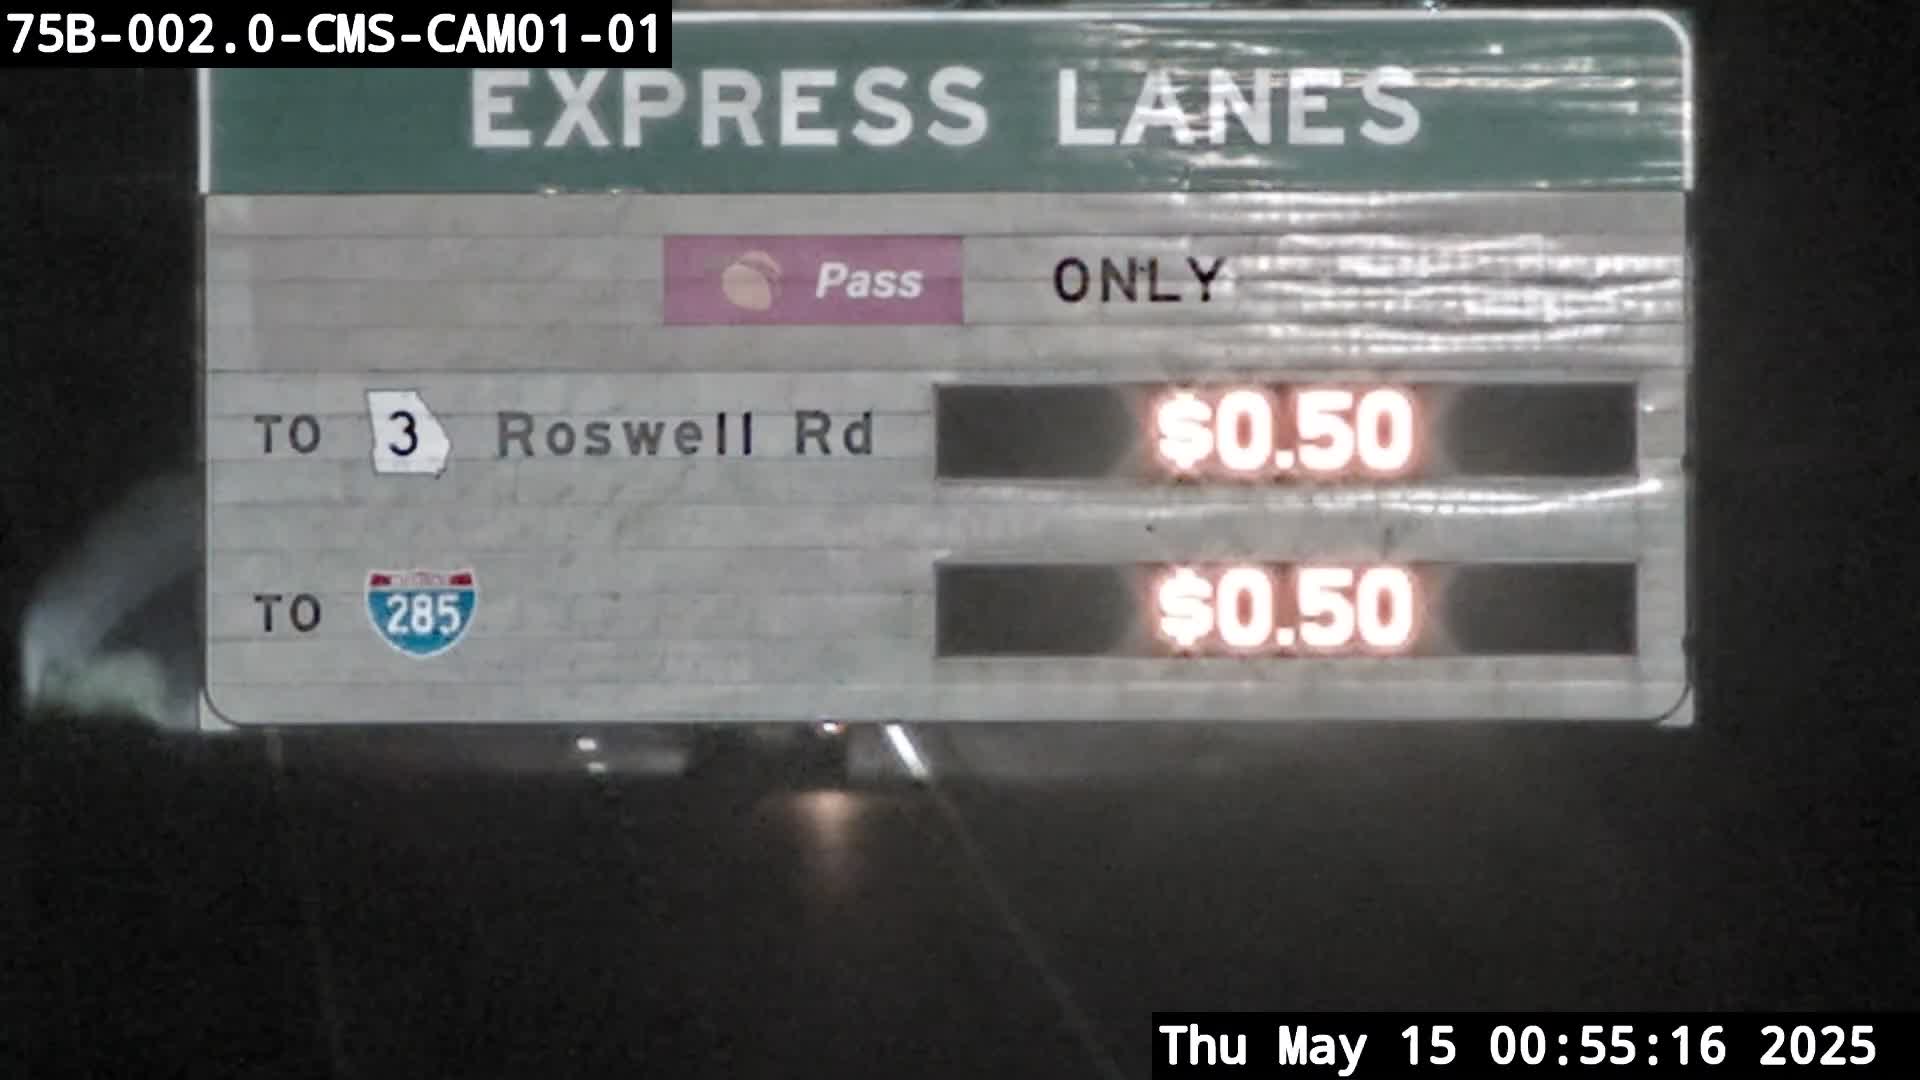 75B-002.0-CMS-CAM01-01
EXPRESS LANES
Pass ONLY
TO 3 Roswell Rd $0.50
TO 285 $0.50
Thu May 15 00:55:16 2025